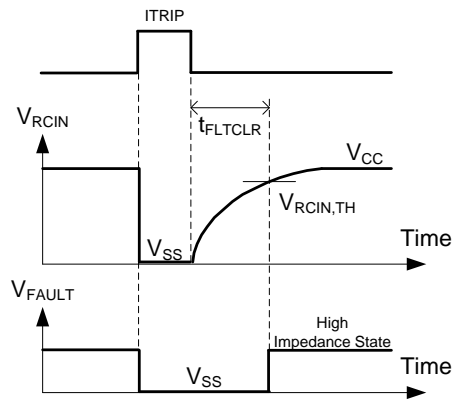 ITRIP
VRCIN
tFLTCLR
VCC
VRCIN,TH
VSS
Time
VFAULT
High
Impedance State
VSS
Time